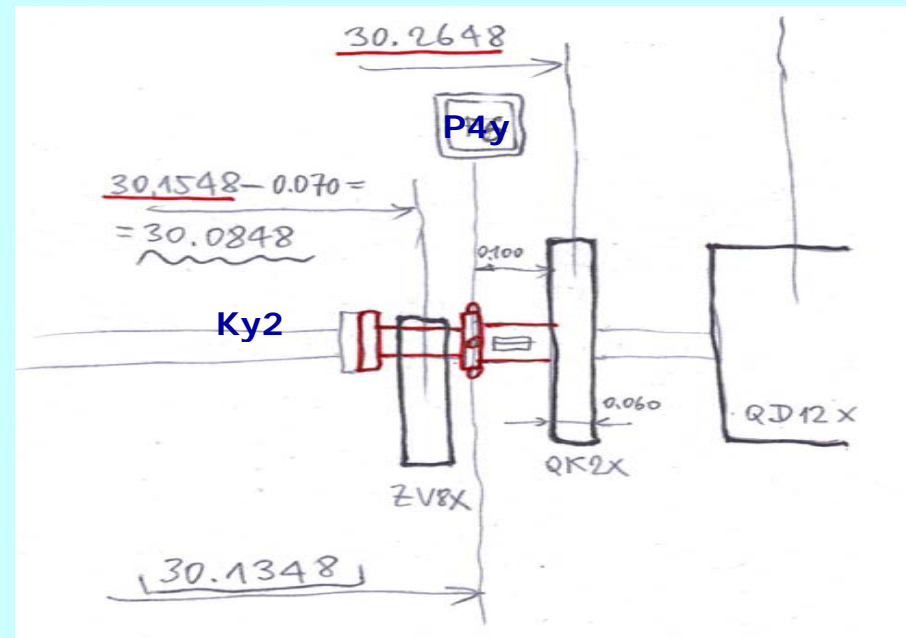 30.2648
P4y
30.1548 - 0.070 =
= 30.0848
0.100
Ky2
0.060
QD12X
QK2X
ZV8X
30.1348